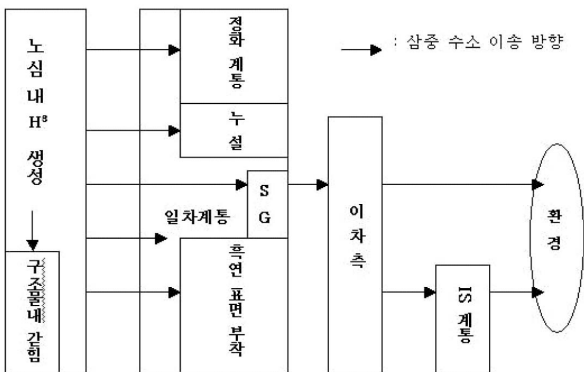 노심내 H³ 생성
구조물내 갇힘
정화 계통
누설
S G
일차계통
흑연 표면 부착
이차측
IS 계통
환경
: 삼중 수소 이송 방향